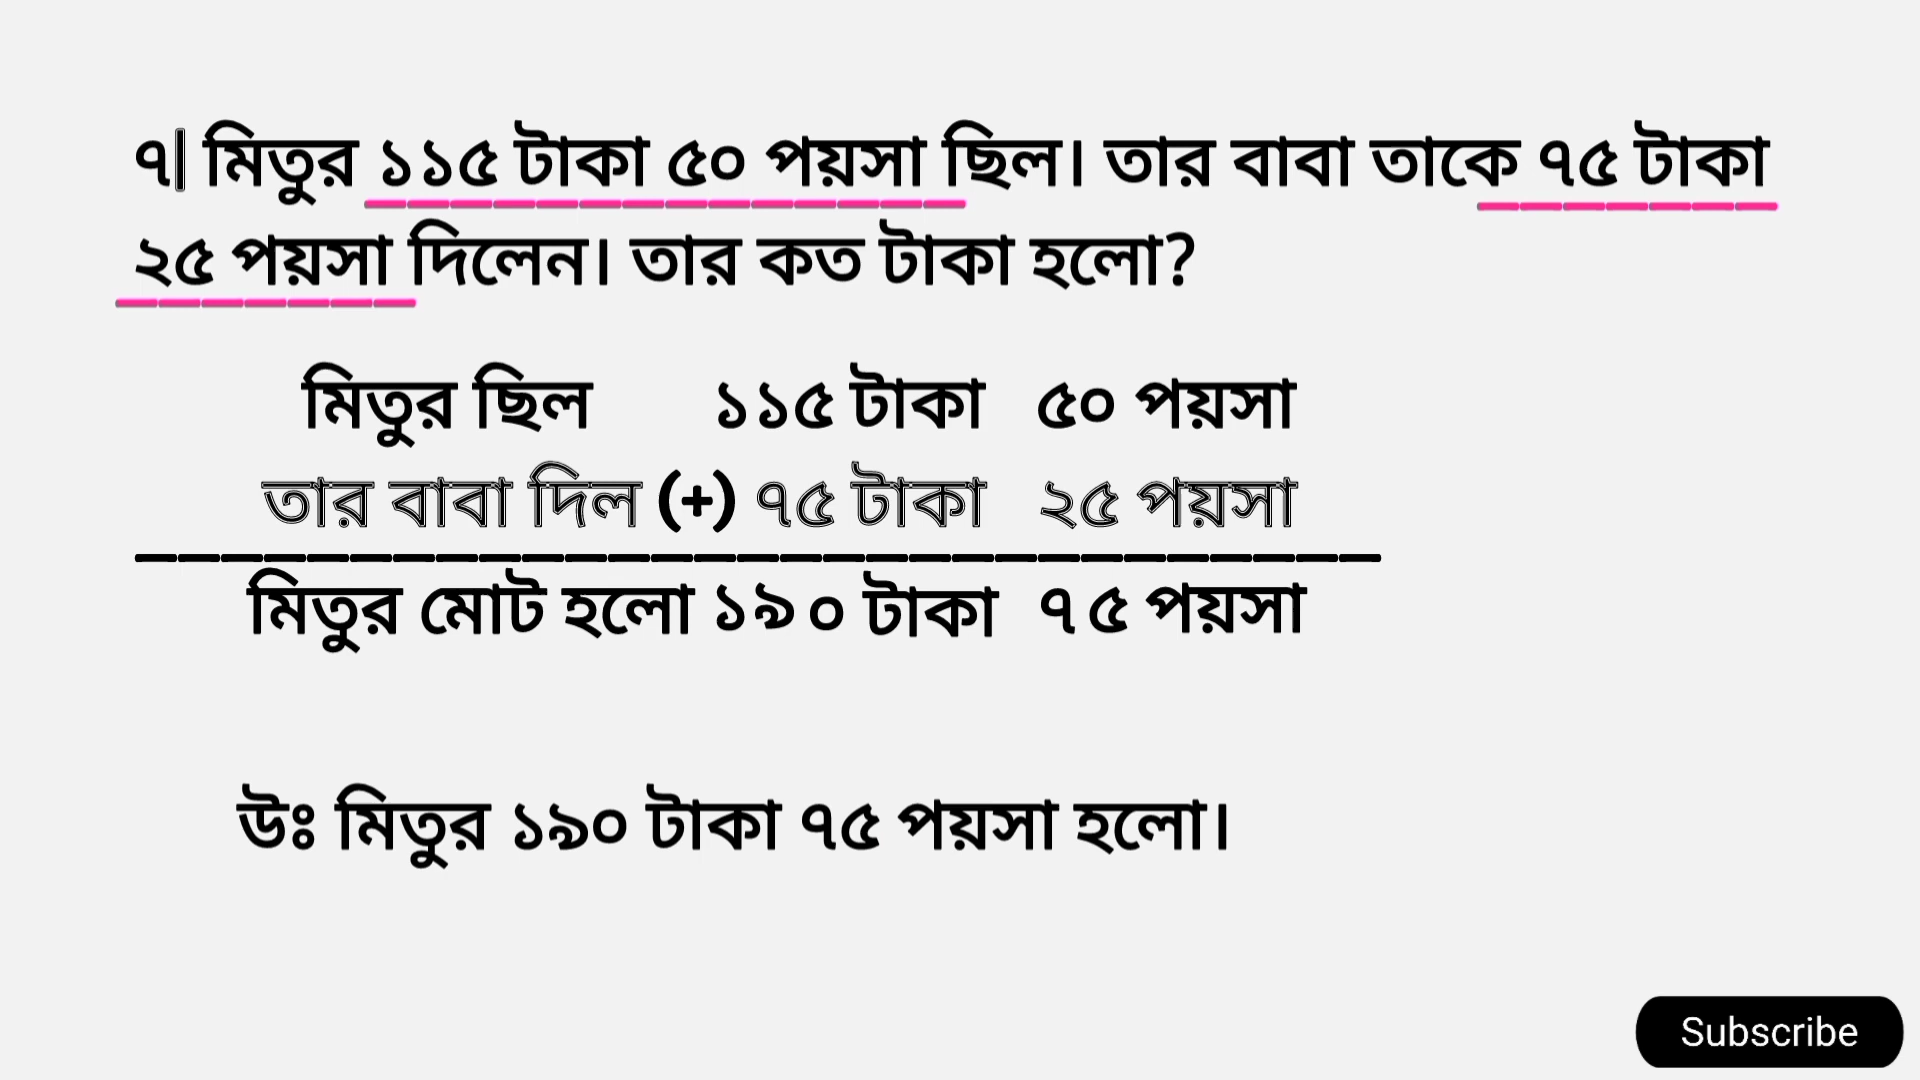 ৭| মিতুর ১১৫ টাকা ৫০ পয়সা ছিল। তার বাবা তাকে ৭৫ টাকা
২৫ পয়সা দিলেন। তার কত টাকা হলো?
মিতুর ছিল ১১৫ টাকা ৫০ পয়সা
তার বাবা দিল (+) ৭৫ টাকা ২৫ পয়সা
মিতুর মোট হলো ১৯০ টাকা ৭৫ পয়সা
উঃ মিতুর ১৯০ টাকা ৭৫ পয়সা হলো।
Subscribe